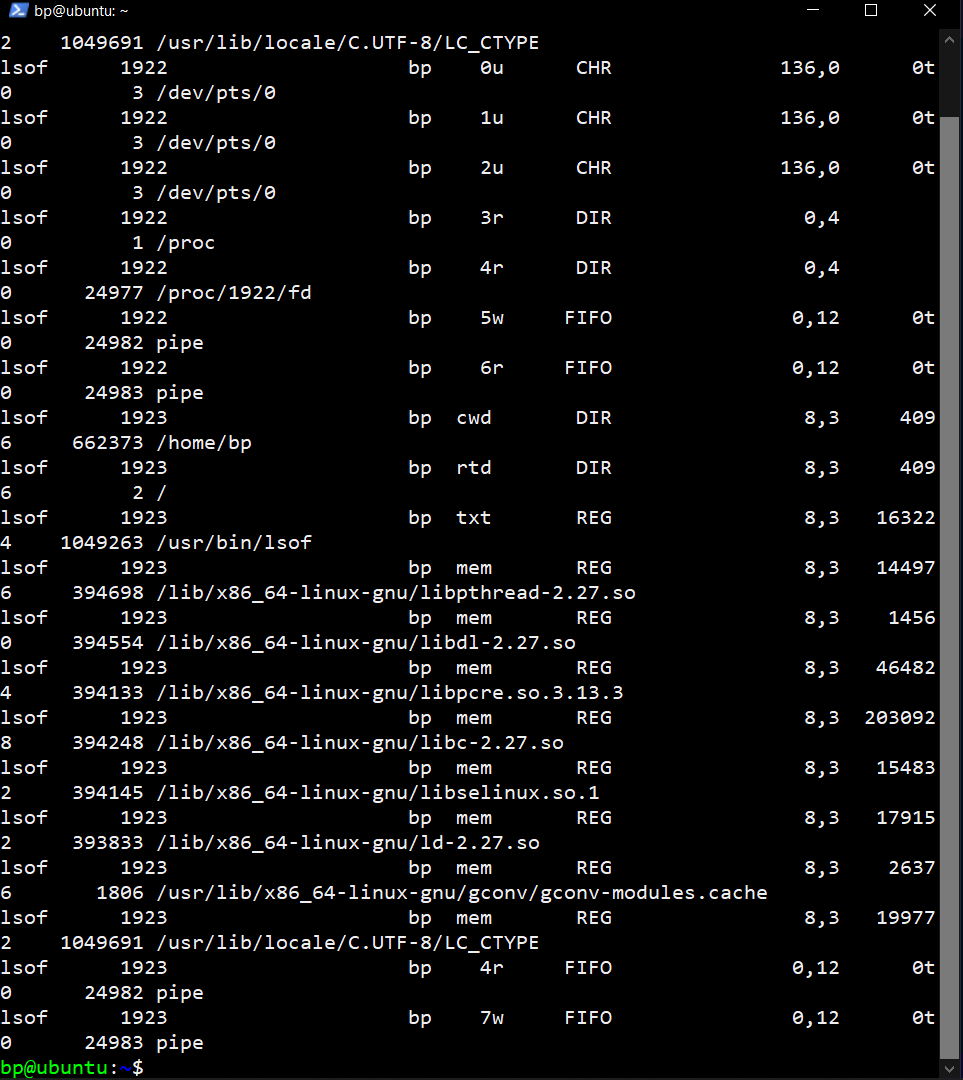 bp@ubuntu: ~
2    1049691 /usr/lib/locale/C.UTF-8/LC_CTYPE
lsof      1922                    bp    0u      CHR              136,0      0t
0          3 /dev/pts/0
lsof      1922                    bp    1u      CHR              136,0      0t
0          3 /dev/pts/0
lsof      1922                    bp    2u      CHR              136,0      0t
0          3 /dev/pts/0
lsof      1922                    bp    3r      DIR                0,4
0          1 /proc
lsof      1922                    bp    4r      DIR                0,4
0      24977 /proc/1922/fd
lsof      1922                    bp    5w     FIFO               0,12      0t
0      24982 pipe
lsof      1922                    bp    6r     FIFO               0,12      0t
0      24983 pipe
lsof      1923                    bp  cwd       DIR                8,3     409
6     662373 /home/bp
lsof      1923                    bp  rtd       DIR                8,3     409
6          2 /
lsof      1923                    bp  txt       REG                8,3   16322
4    1049263 /usr/bin/lsof
lsof      1923                    bp  mem       REG                8,3   14497
6     394698 /lib/x86_64-linux-gnu/libpthread-2.27.so
lsof      1923                    bp  mem       REG                8,3    1456
0     394554 /lib/x86_64-linux-gnu/libdl-2.27.so
lsof      1923                    bp  mem       REG                8,3   46482
4     394133 /lib/x86_64-linux-gnu/libpcre.so.3.13.3
lsof      1923                    bp  mem       REG                8,3  203092
8     394248 /lib/x86_64-linux-gnu/libc-2.27.so
lsof      1923                    bp  mem       REG                8,3   15483
2     394145 /lib/x86_64-linux-gnu/libselinux.so.1
lsof      1923                    bp  mem       REG                8,3   17915
2     393833 /lib/x86_64-linux-gnu/ld-2.27.so
lsof      1923                    bp  mem       REG                8,3    2637
6       1806 /usr/lib/x86_64-linux-gnu/gconv/gconv-modules.cache
lsof      1923                    bp  mem       REG                8,3   19977
2    1049691 /usr/lib/locale/C.UTF-8/LC_CTYPE
lsof      1923                    bp    4r     FIFO               0,12      0t
0      24982 pipe
lsof      1923                    bp    7w     FIFO               0,12      0t
0      24983 pipe
bp@ubuntu:~$